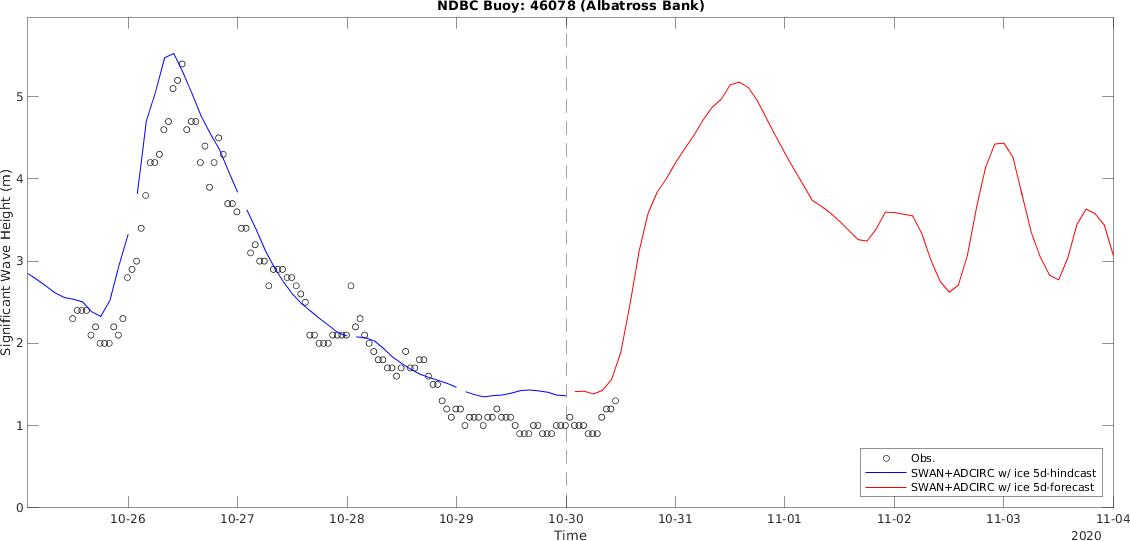 NDBC Buoy: 46078 (Albatross Bank)
Significant Wave Height (m)
5
4
3
2
1
0
Obs.
SWAN+ADCIRC w/ ice 5d-hindcast
SWAN+ADCIRC w/ ice 5d-forecast
10-26 10-27 10-28 10-29 10-30 10-31 11-01 11-02 11-03 11-04
Time
2020